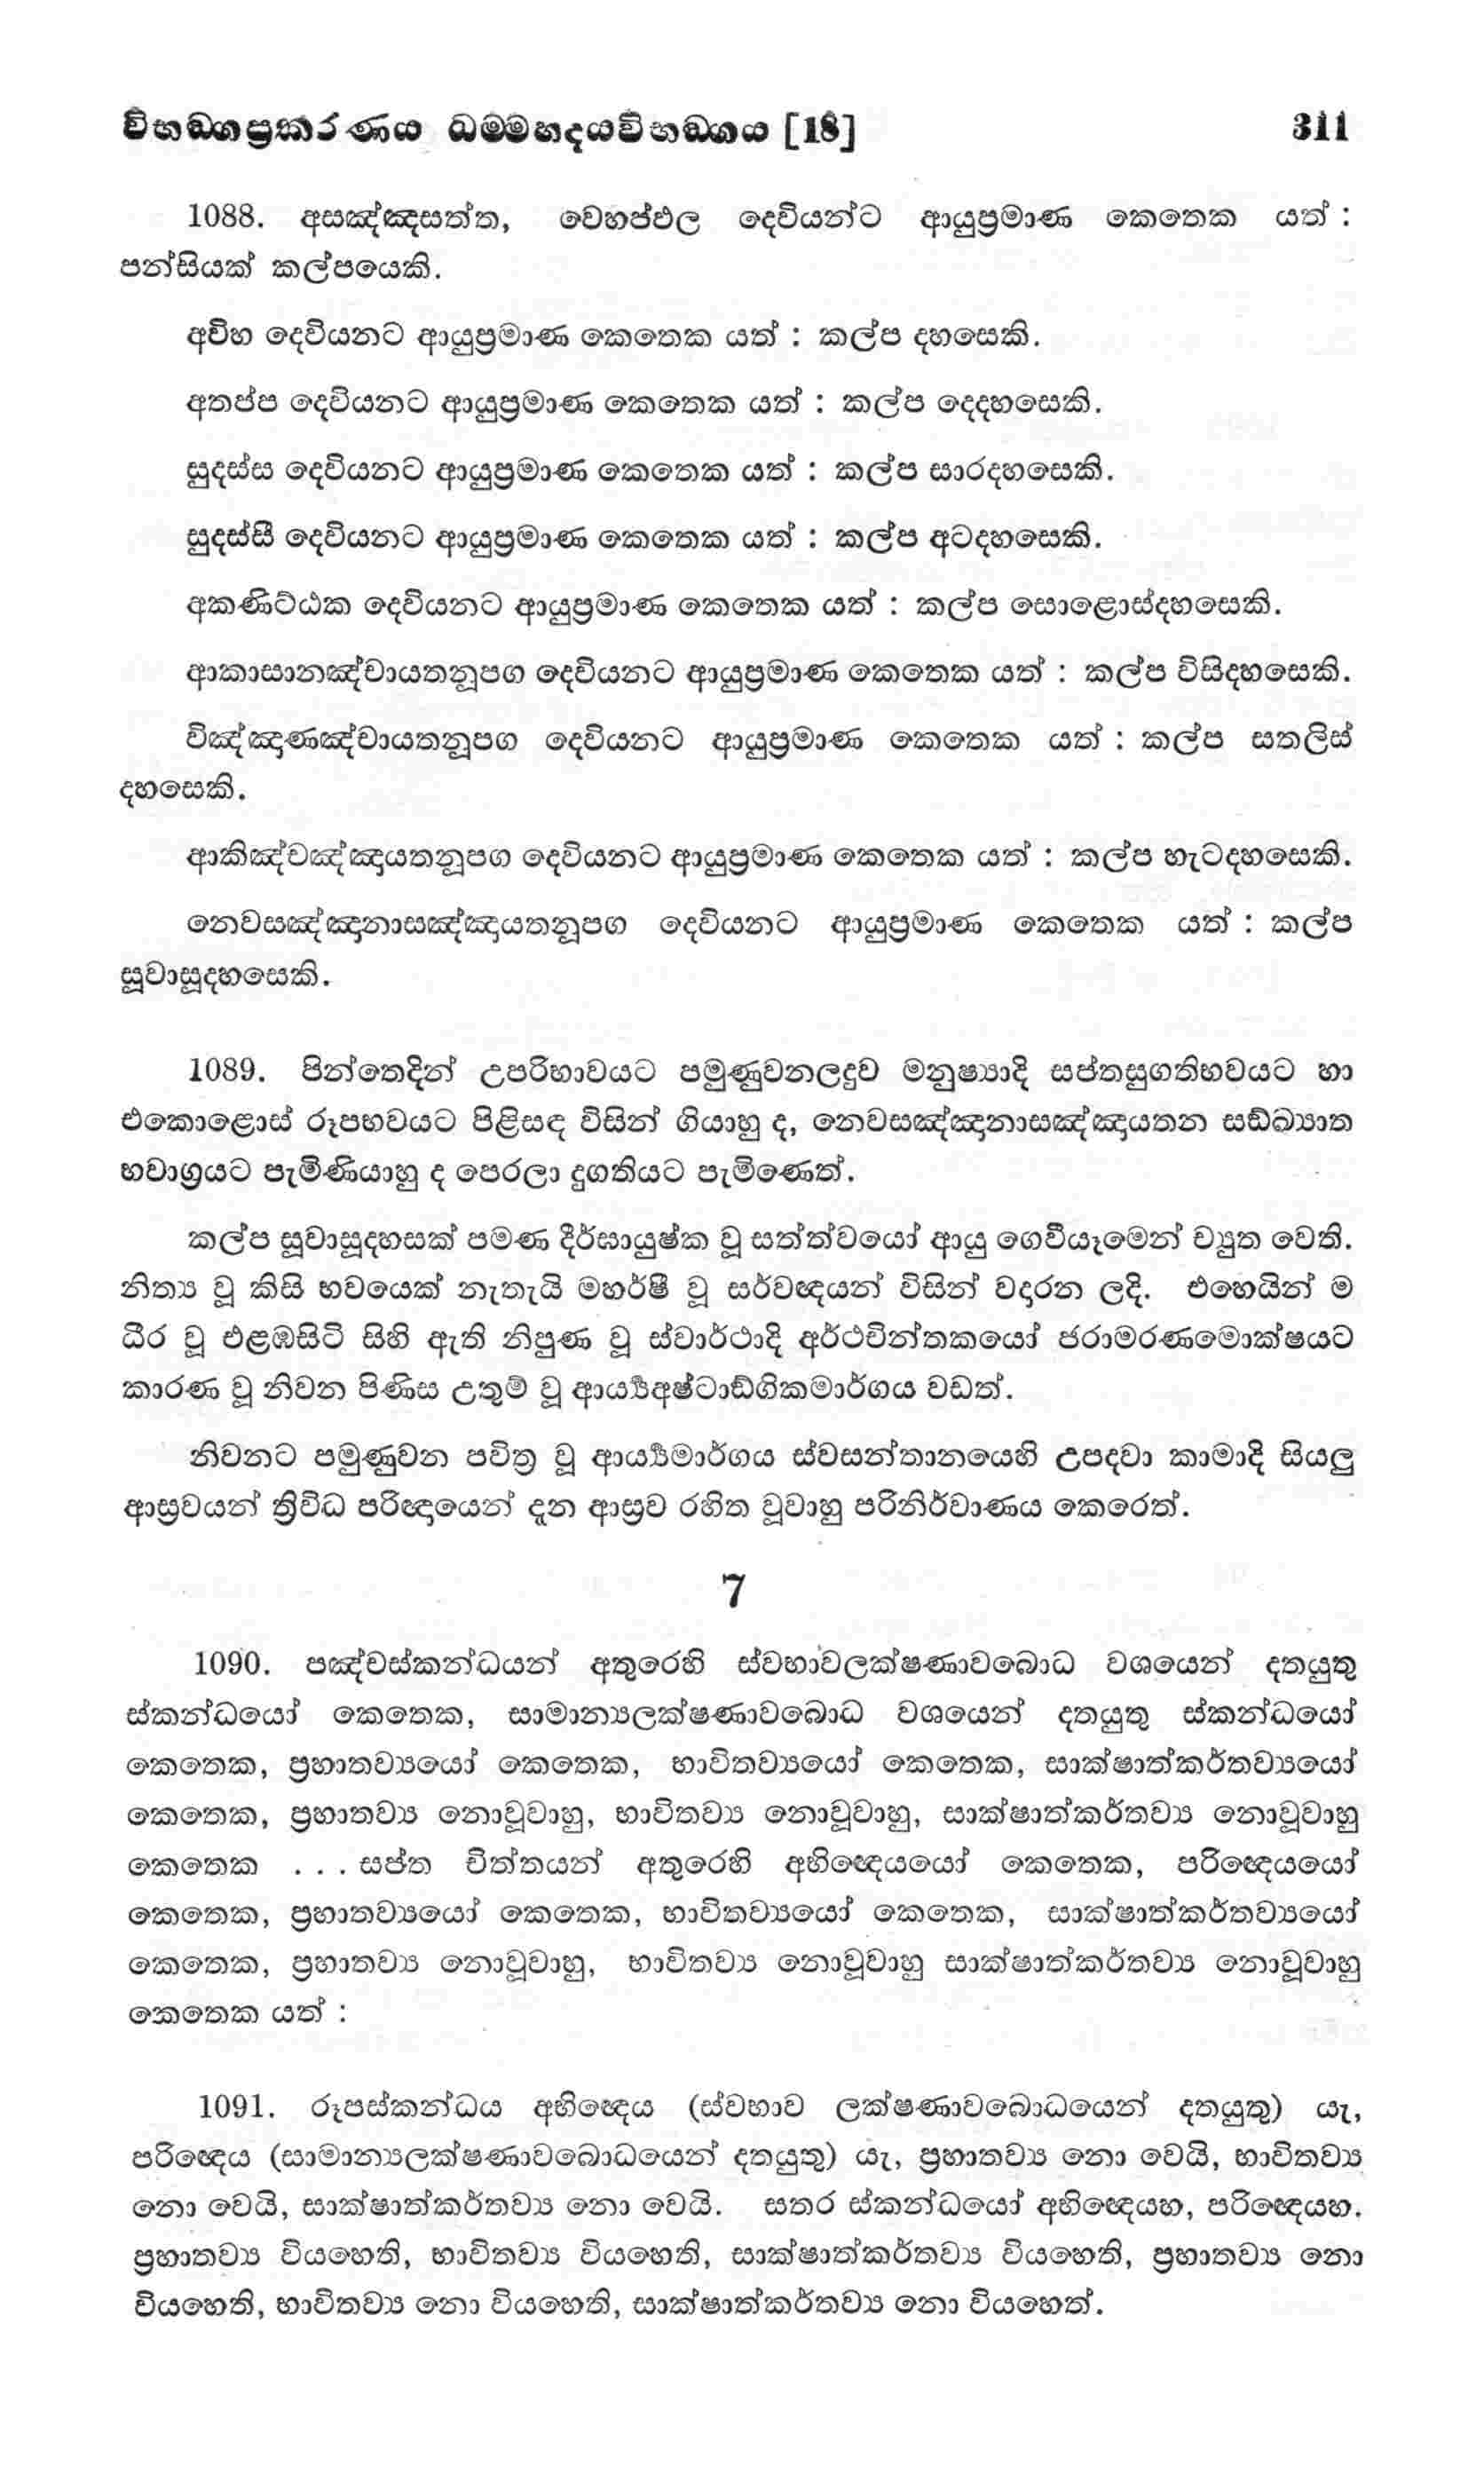 විභඞ්ගප්‍රකරණය ධම්මහදයවිභඞ්ගය [18] 311
1088. අසඤ්ඤසත්ත, වෙහප්ඵල දෙවියන්ට ආයුප්‍රමාණ කෙතෙක යත් :
පන්සියක් කල්පයෙකි.
අවිහ දෙවියනට ආයුප්‍රමාණ කෙතෙක යත් : කල්ප දහසෙකි.
අතප්ප දෙවියනට ආයුප්‍රමාණ කෙතෙක යත් : කල්ප දෙදහසෙකි.
සුදස්ස දෙවියනට ආයුප්‍රමාණ කෙතෙක යත් : කල්ප සාරදහසෙකි.
සුදස්සී දෙවියනට ආයුප්‍රමාණ කෙතෙක යත් : කල්ප අටදහසෙකි.
අකණිට්ඨක දෙවියනට ආයුප්‍රමාණ කෙතෙක යත් : කල්ප සොළොස්දහසෙකි.
ආකාසානඤ්චායතනූපග දෙවියනට ආයුප්‍රමාණ කෙතෙක යත් : කල්ප විසිදහසෙකි.
විඤ්ඤාණඤ්චායතනූපග දෙවියනට ආයුප්‍රමාණ කෙතෙක යත් : කල්ප සතලිස්
දහසෙකි.
ආකිඤ්චඤ්ඤායතනූපග දෙවියනට ආයුප්‍රමාණ කෙතෙක යත් : කල්ප හැටදහසෙකි.
නෙවසඤ්ඤානාසඤ්ඤායතනූපග දෙවියනට ආයුප්‍රමාණ කෙතෙක යත් : කල්ප
සූවාසූදහසෙකි.
1089. පින්තෙදින් උපරිභාවයට පමුණුවනලදුව මනුෂ්‍යාදි සප්තසුගතිභවයට හා
එකොළොස් රූපභවයට පිළිසඳ විසින් ගියාහු ද, නෙවසඤ්ඤානාසඤ්ඤායතන සඞ්ඛ්‍යාත
භවාග්‍රයට පැමිණියාහු ද පෙරලා දුගතියට පැමිණෙත්.
කල්ප සූවාසූදහසක් පමණ දීර්ඝායුෂ්ක වූ සත්ත්වයෝ ආයු ගෙවීයෑමෙන් ච්‍යුත වෙති.
නිත්‍ය වූ කිසි භවයෙක් නැතැයි මහර්ෂී වූ සර්වඥයන් විසින් වදාරන ලදි. එහෙයින් ම
ධීර වූ එළඹසිටි සිහි ඇති නිපුණ වූ ස්වාර්ථාදි අර්ථචින්තකයෝ ජරාමරණමොක්ෂයට
කාරණ වූ නිවන පිණිස උතුම් වූ ආර්‍ය්‍යඅෂ්ටාඞ්ගිකමාර්ගය වඩත්.
නිවනට පමුණුවන පවිත්‍ර වූ ආර්‍ය්‍යමාර්ගය ස්වසන්තානයෙහි උපදවා කාමාදි සියලු
ආස්‍රවයන් ත්‍රිවිධ පරිඥායෙන් දැන ආස්‍රව රහිත වූවාහු පරිනිර්වාණය කෙරෙත්.
7
1090. පඤ්චස්කන්ධයන් අතුරෙහි ස්වභාවලක්ෂණාවබොධ වශයෙන් දතයුතු
ස්කන්ධයෝ කෙතෙක, සාමාන්‍යලක්ෂණාවබොධ වශයෙන් දතයුතු ස්කන්ධයෝ
කෙතෙක, ප්‍රහාතව්‍යයෝ කෙතෙක, භාවිතව්‍යයෝ කෙතෙක, සාක්ෂාත්කර්තව්‍යයෝ
කෙතෙක, ප්‍රහාතව්‍ය නොවූවාහු, භාවිතව්‍ය නොවූවාහු, සාක්ෂාත්කර්තව්‍ය නොවූවාහු
කෙතෙක ... සප්ත චිත්තයන් අතුරෙහි අභිඥෙයයෝ කෙතෙක, පරිඥෙයයෝ
කෙතෙක, ප්‍රහාතව්‍යයෝ කෙතෙක, භාවිතව්‍යයෝ කෙතෙක, සාක්ෂාත්කර්තව්‍යයෝ
කෙතෙක, ප්‍රහාතව්‍ය නොවූවාහු, භාවිතව්‍ය නොවූවාහු සාක්ෂාත්කර්තව්‍ය නොවූවාහු
කෙතෙක යත් :
1091. රූපස්කන්ධය අභිඥෙය (ස්වභාව ලක්ෂණාවබොධයෙන් දතයුතු) යැ,
පරිඥෙය (සාමාන්‍යලක්ෂණාවබොධයෙන් දතයුතු) යැ, ප්‍රහාතව්‍ය නො වෙයි, භාවිතව්‍ය
නො වෙයි, සාක්ෂාත්කර්තව්‍ය නො වෙයි. සතර ස්කන්ධයෝ අභිඥෙයහ, පරිඥෙයහ.
ප්‍රහාතව්‍ය වියහෙති, භාවිතව්‍ය වියහෙති, සාක්ෂාත්කර්තව්‍ය වියහෙති, ප්‍රහාතව්‍ය නො
වියහෙති, භාවිතව්‍ය නො වියහෙති, සාක්ෂාත්කර්තව්‍ය නො වියහෙත්.